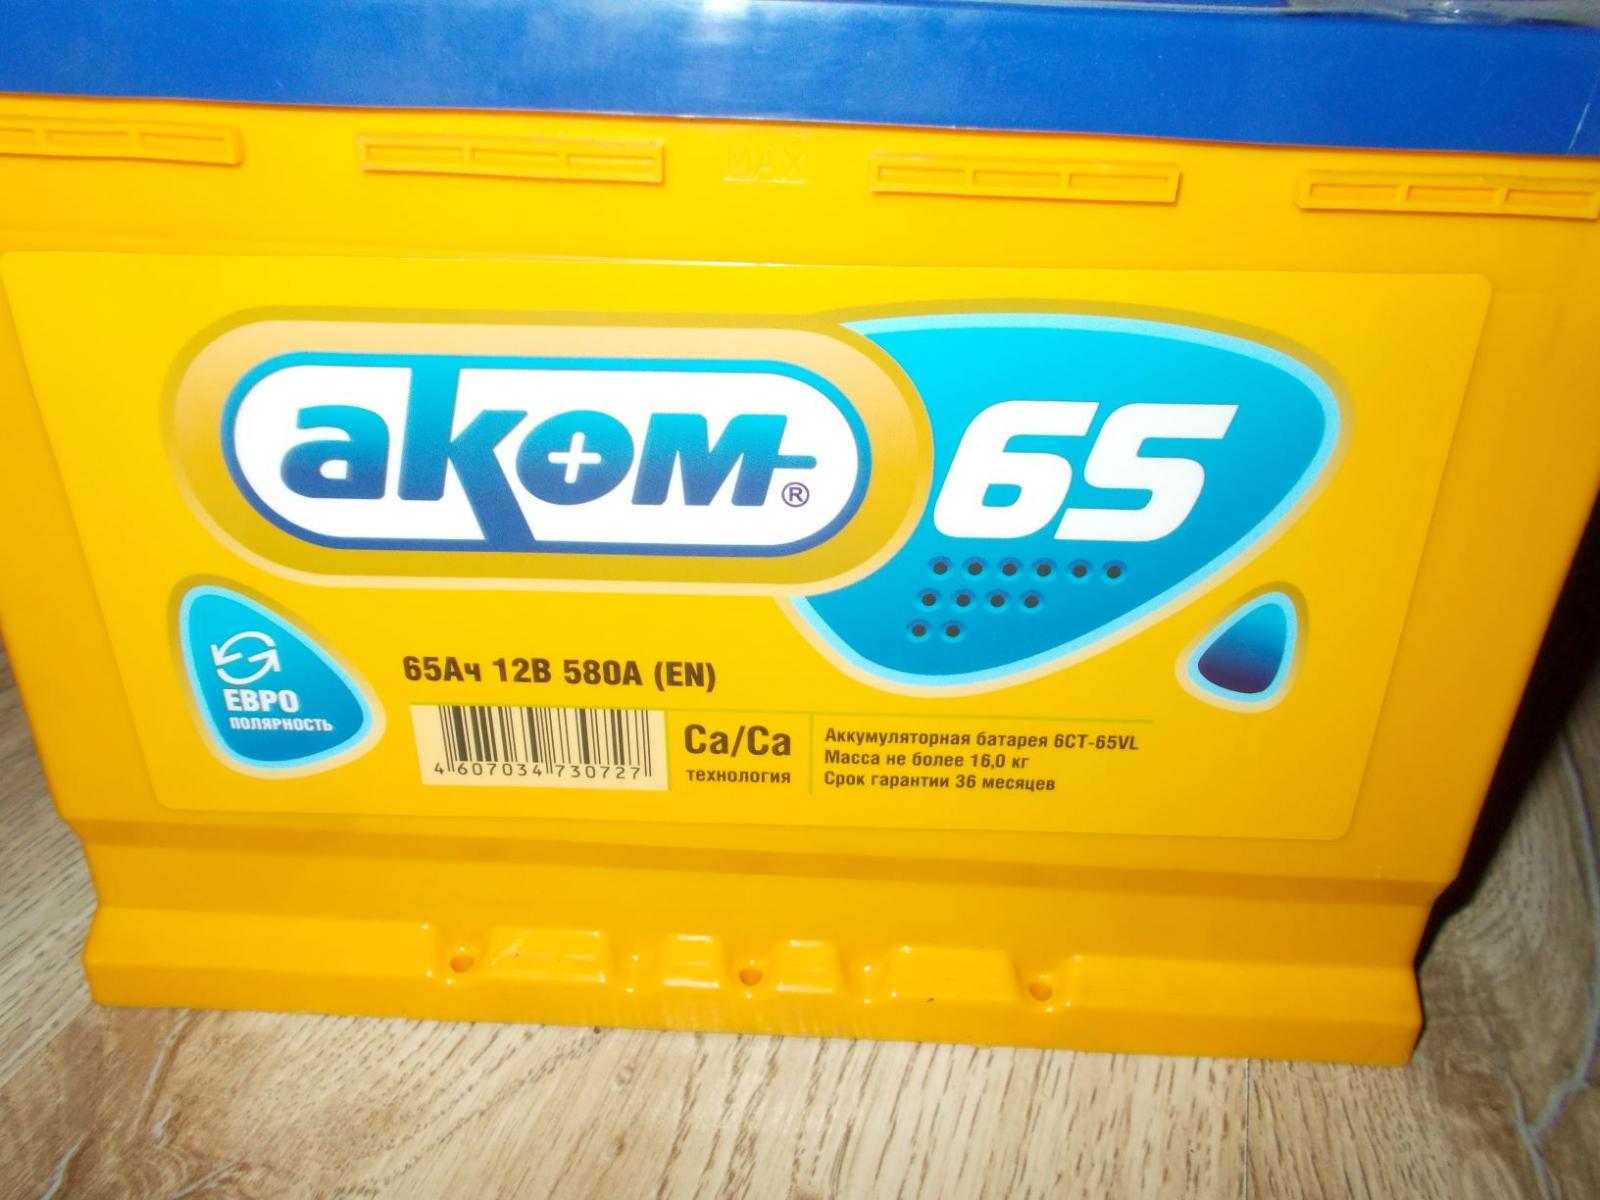 MAX
аком®
65
ЕВРО
ПОЛЯРНОСТЬ
65Ач 12В 580А (EN)
4 607034 730727
Ca/Ca
технология
Аккумуляторная батарея 6СТ-65VL
Масса не более 16,0 кг
Срок гарантии 36 месяцев